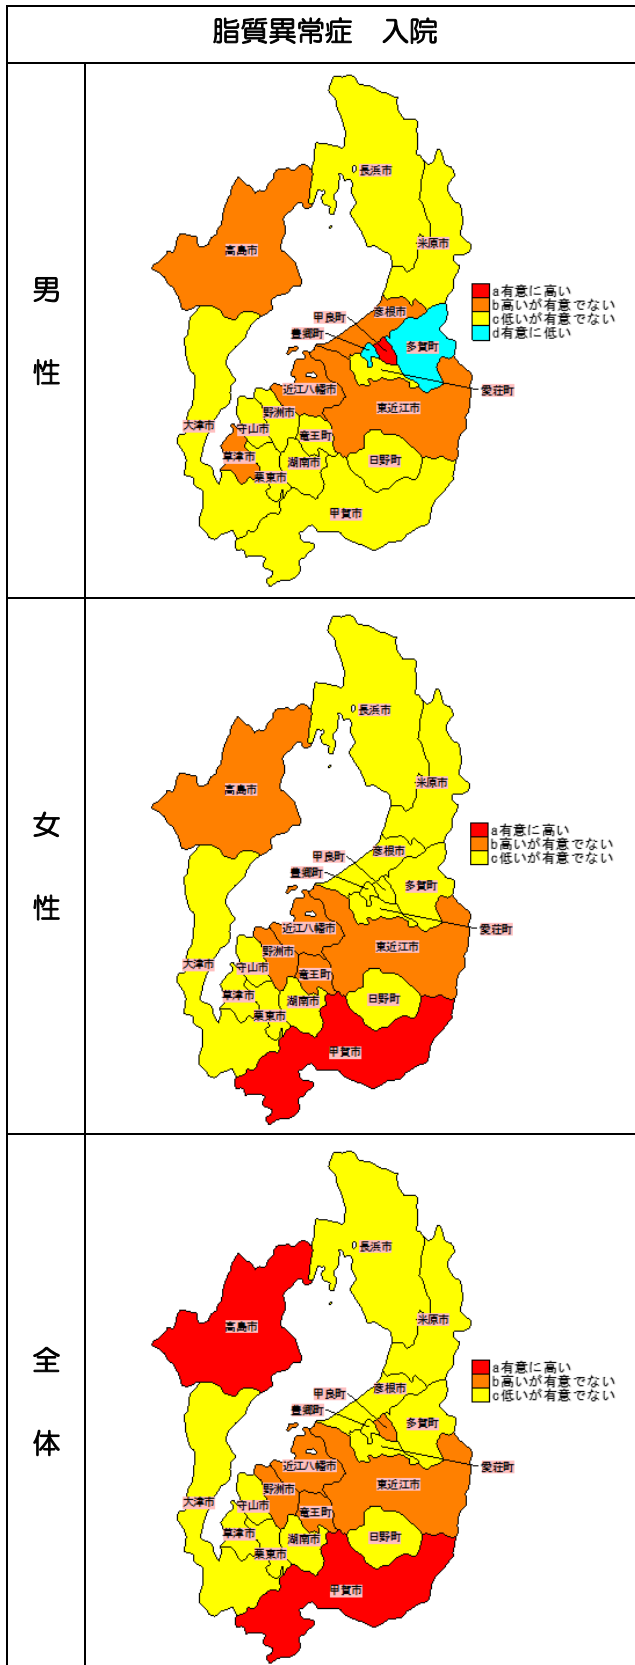 脂質異常症　入院
男性
長浜市
米原市
高島市
a有意に高い
b高いが有意でない
c低いが有意でない
d有意に低い
彦根市
甲良町
豊郷町
多賀町
愛荘町
近江八幡市
東近江市
野洲市
大津市
守山市
竜王町
草津市
湖南市
日野町
栗東市
甲賀市
女性
長浜市
米原市
高島市
a有意に高い
b高いが有意でない
c低いが有意でない
彦根市
甲良町
豊郷町
多賀町
愛荘町
近江八幡市
東近江市
野洲市
大津市
守山市
竜王町
草津市
湖南市
日野町
栗東市
甲賀市
全体
長浜市
米原市
高島市
a有意に高い
b高いが有意でない
c低いが有意でない
彦根市
甲良町
豊郷町
多賀町
愛荘町
近江八幡市
東近江市
野洲市
大津市
守山市
竜王町
草津市
湖南市
日野町
栗東市
甲賀市